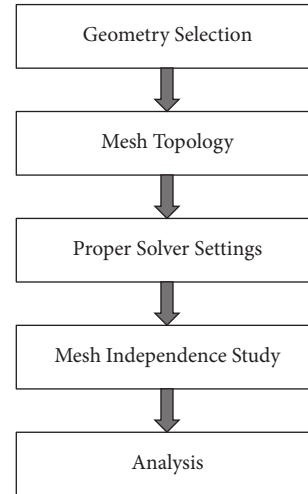 Geometry Selection
Mesh Topology
Proper Solver Settings
Mesh Independence Study
Analysis